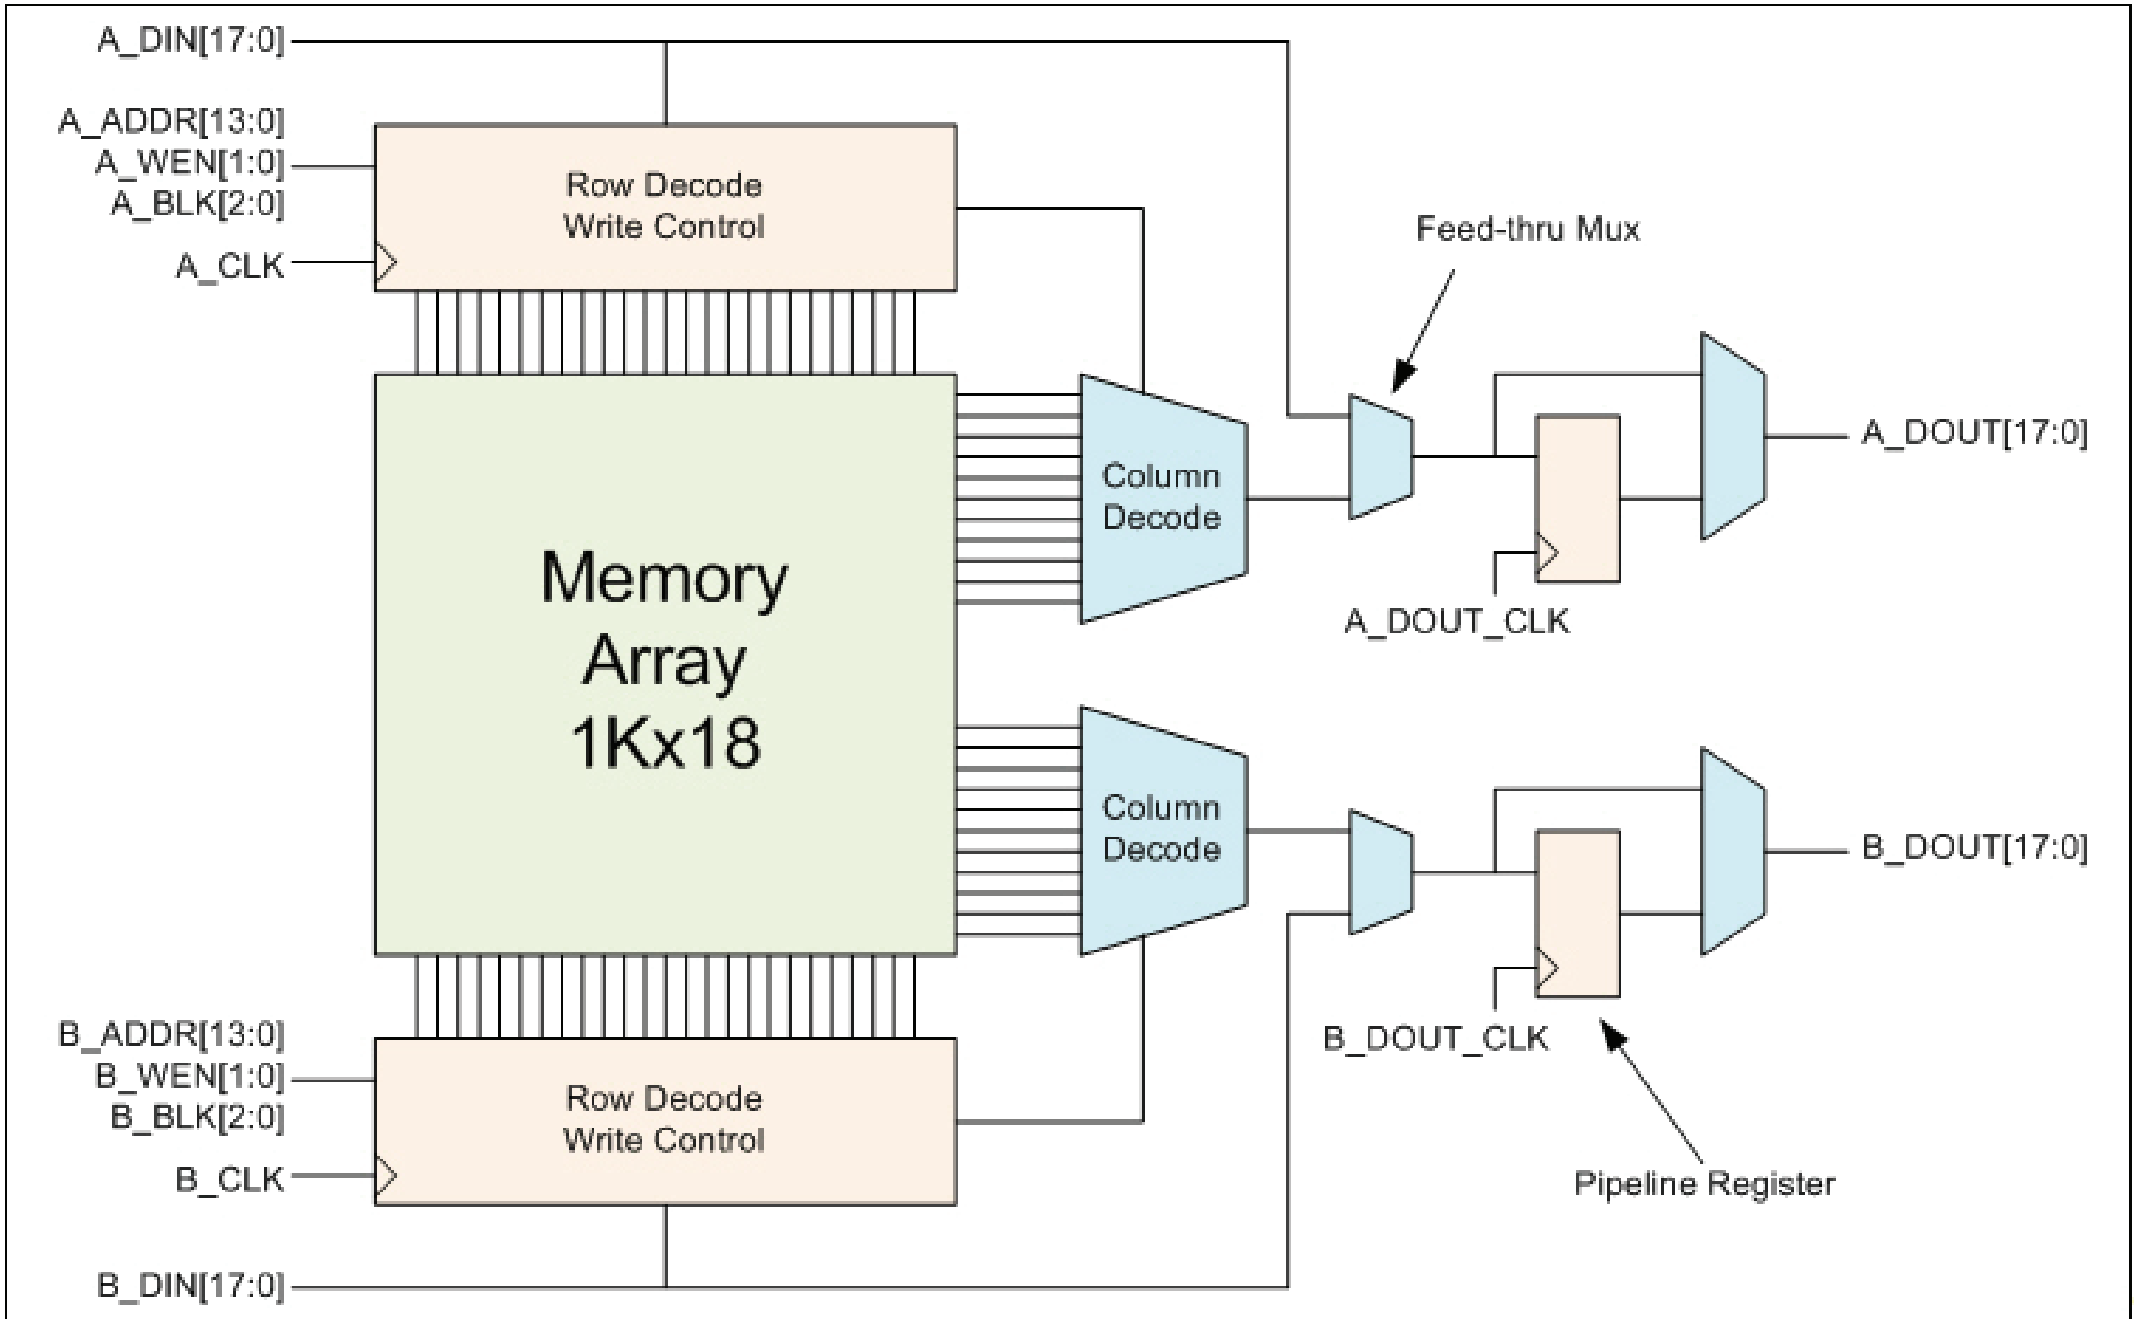 A_DIN[17:0]
A_ADDR[13:0]
A_WEN[1:0]
A_BLK[2:0]
A_CLK
Row Decode
Write Control
Feed-thru Mux
Column
Decode
A_DOUT[17:0]
A_DOUT_CLK
Memory
Array
1Kx18
Column
Decode
B_DOUT[17:0]
B_DOUT_CLK
B_ADDR[13:0]
B_WEN[1:0]
B_BLK[2:0]
B_CLK
Row Decode
Write Control
Pipeline Register
B_DIN[17:0]